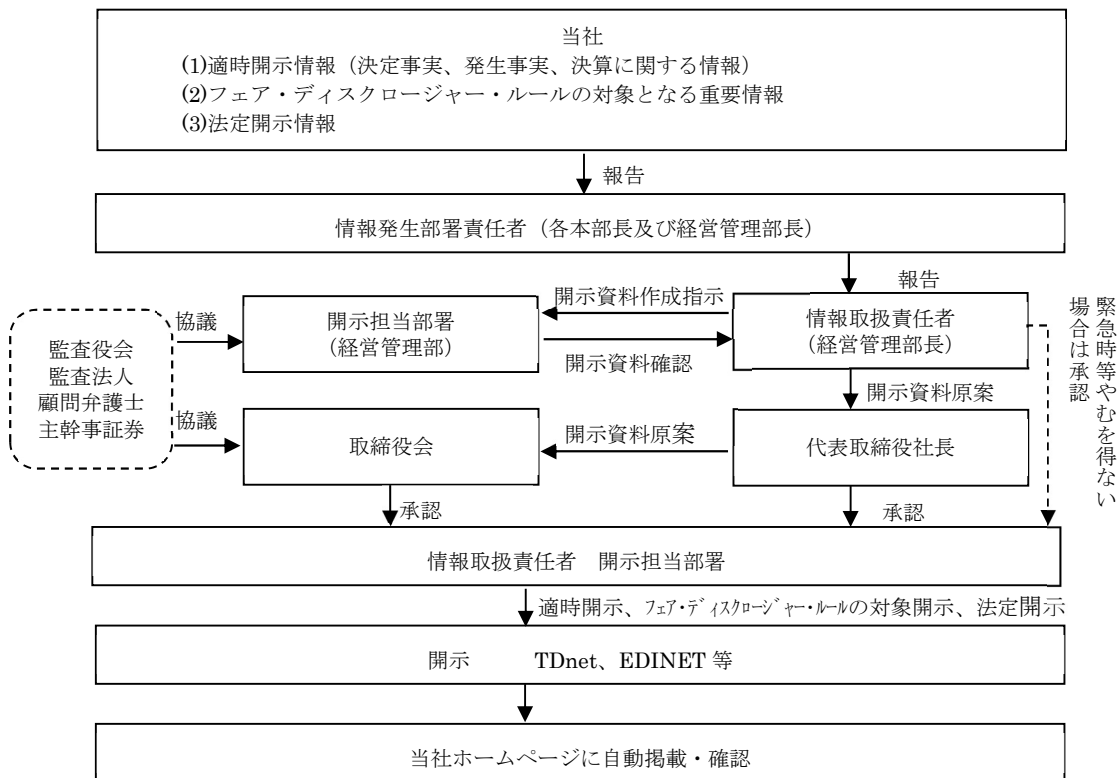 当社
(1)適時開示情報（決定事実、発生事実、決算に関する情報）
(2)フェア・ディスクロージャー・ルールの対象となる重要情報
(3)法定開示情報
報告
情報発生部署責任者（各本部長及び経営管理部長）
報告
開示資料作成指示
緊急時等やむを得ない
場合は承認
協議
開示担当部署
（経営管理部）
情報取扱責任者
（経営管理部長）
監査役会
監査法人
顧問弁護士
主幹事証券
開示資料確認
開示資料原案
協議
取締役会
開示資料原案
代表取締役社長
承認
承認
情報取扱責任者　開示担当部署
適時開示、ﾌｪｱ・ﾃﾞｨｽｸﾛｰｼﾞｬｰ・ﾙｰﾙの対象開示、法定開示
開示　　TDnet、EDINET 等
当社ホームページに自動掲載・確認